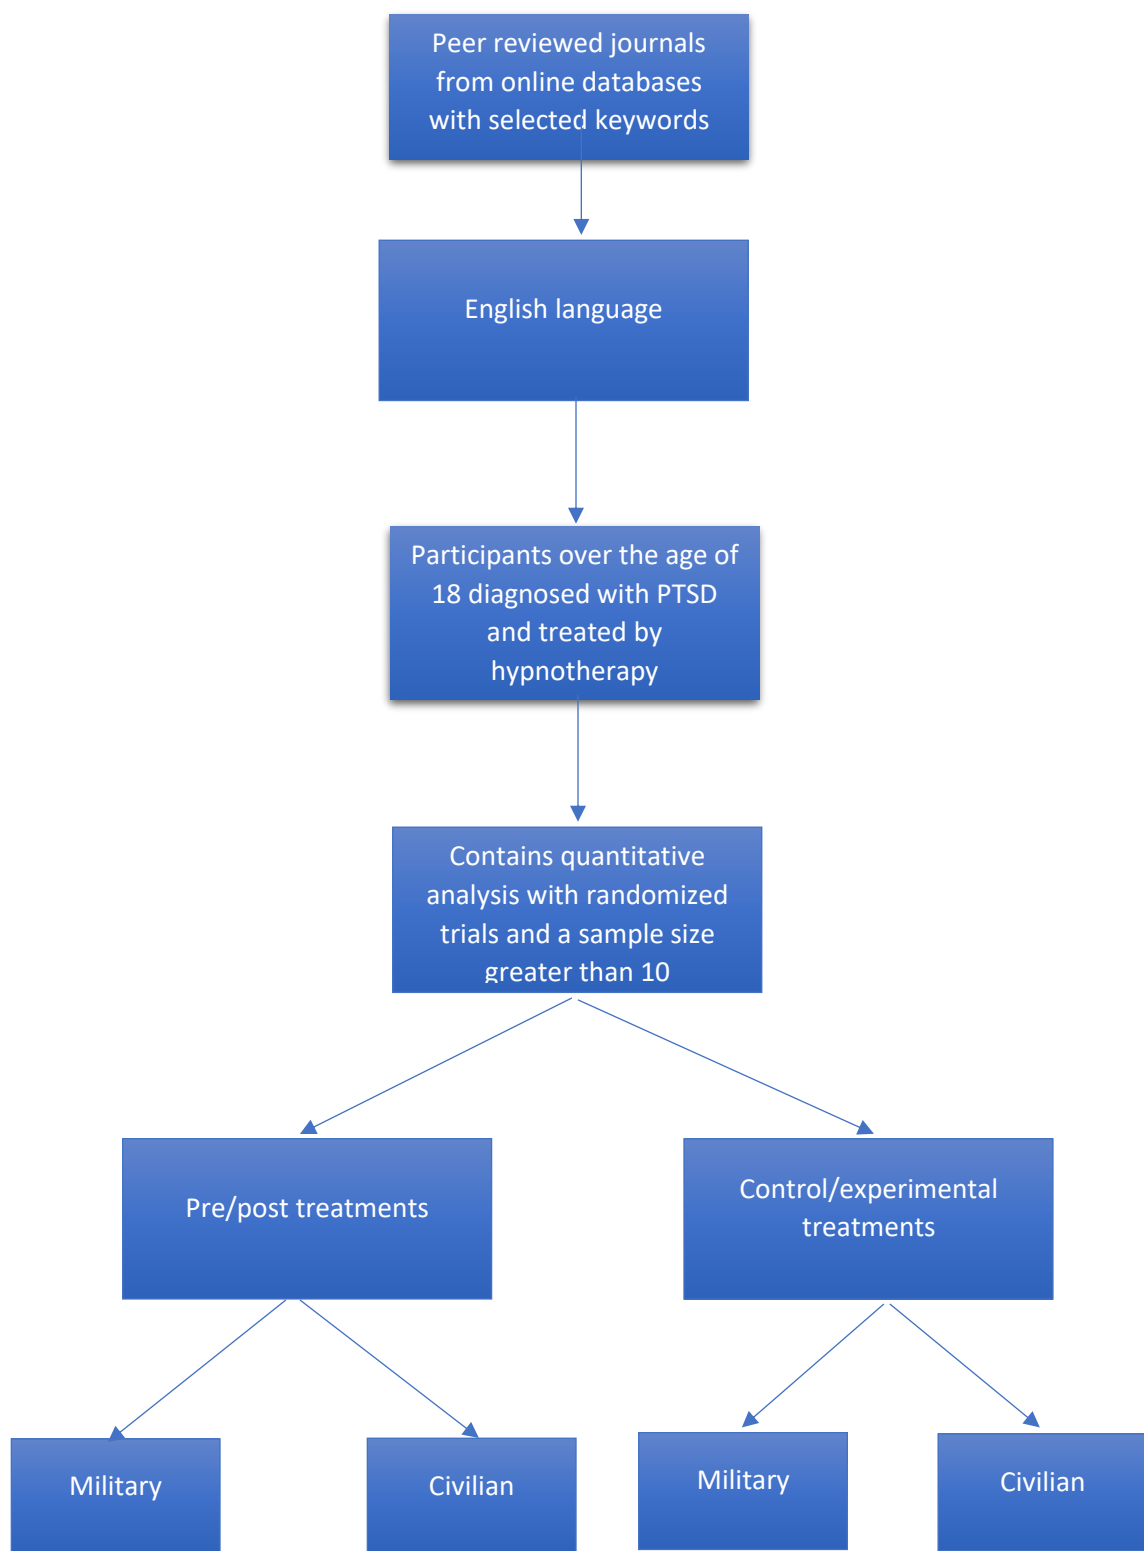 Peer reviewed journals
from online databases
with selected keywords
English language
Participants over the age of
18 diagnosed with PTSD
and treated by
hypnotherapy
Contains quantitative
analysis with randomized
trials and a sample size
greater than 10
Pre/post treatments
Control/experimental
treatments
Military
Civilian
Military
Civilian